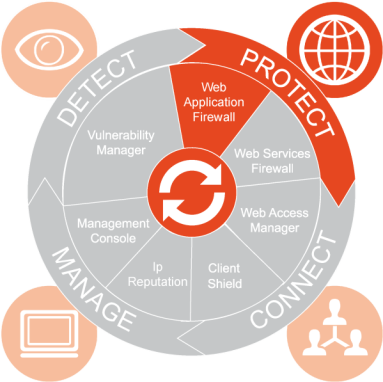 DETECT
PROTECT
Web
Application
Firewall
Vulnerability
Manager
Web Services
Firewall
Web Access
Manager
Management
Console
Ip
Reputation
Client
Shield
MANAGE
CONNECT